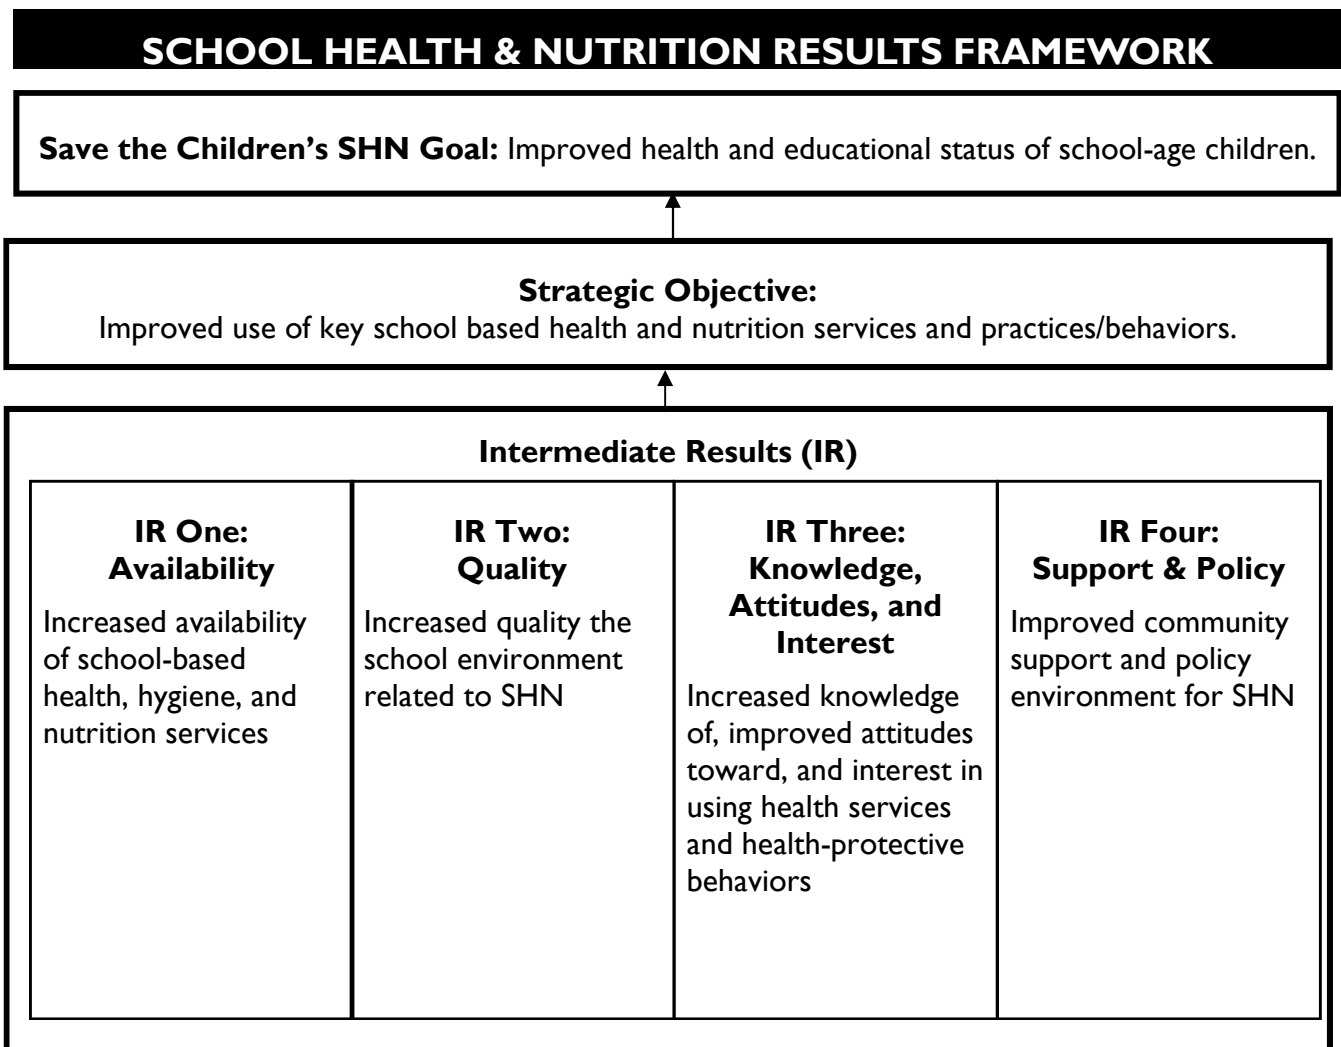 SCHOOL HEALTH & NUTRITION RESULTS FRAMEWORK
Save the Children’s SHN Goal: Improved health and educational status of school-age children.
Strategic Objective:
Improved use of key school based health and nutrition services and practices/behaviors.
Intermediate Results (IR)
IR One:
Availability
Increased availability
of school-based
health, hygiene, and
nutrition services
IR Two:
Quality
Increased quality the
school environment
related to SHN
IR Three:
Knowledge,
Attitudes, and
Interest
Increased knowledge
of, improved attitudes
toward, and interest in
using health services
and health-protective
behaviors
IR Four:
Support & Policy
Improved community
support and policy
environment for SHN